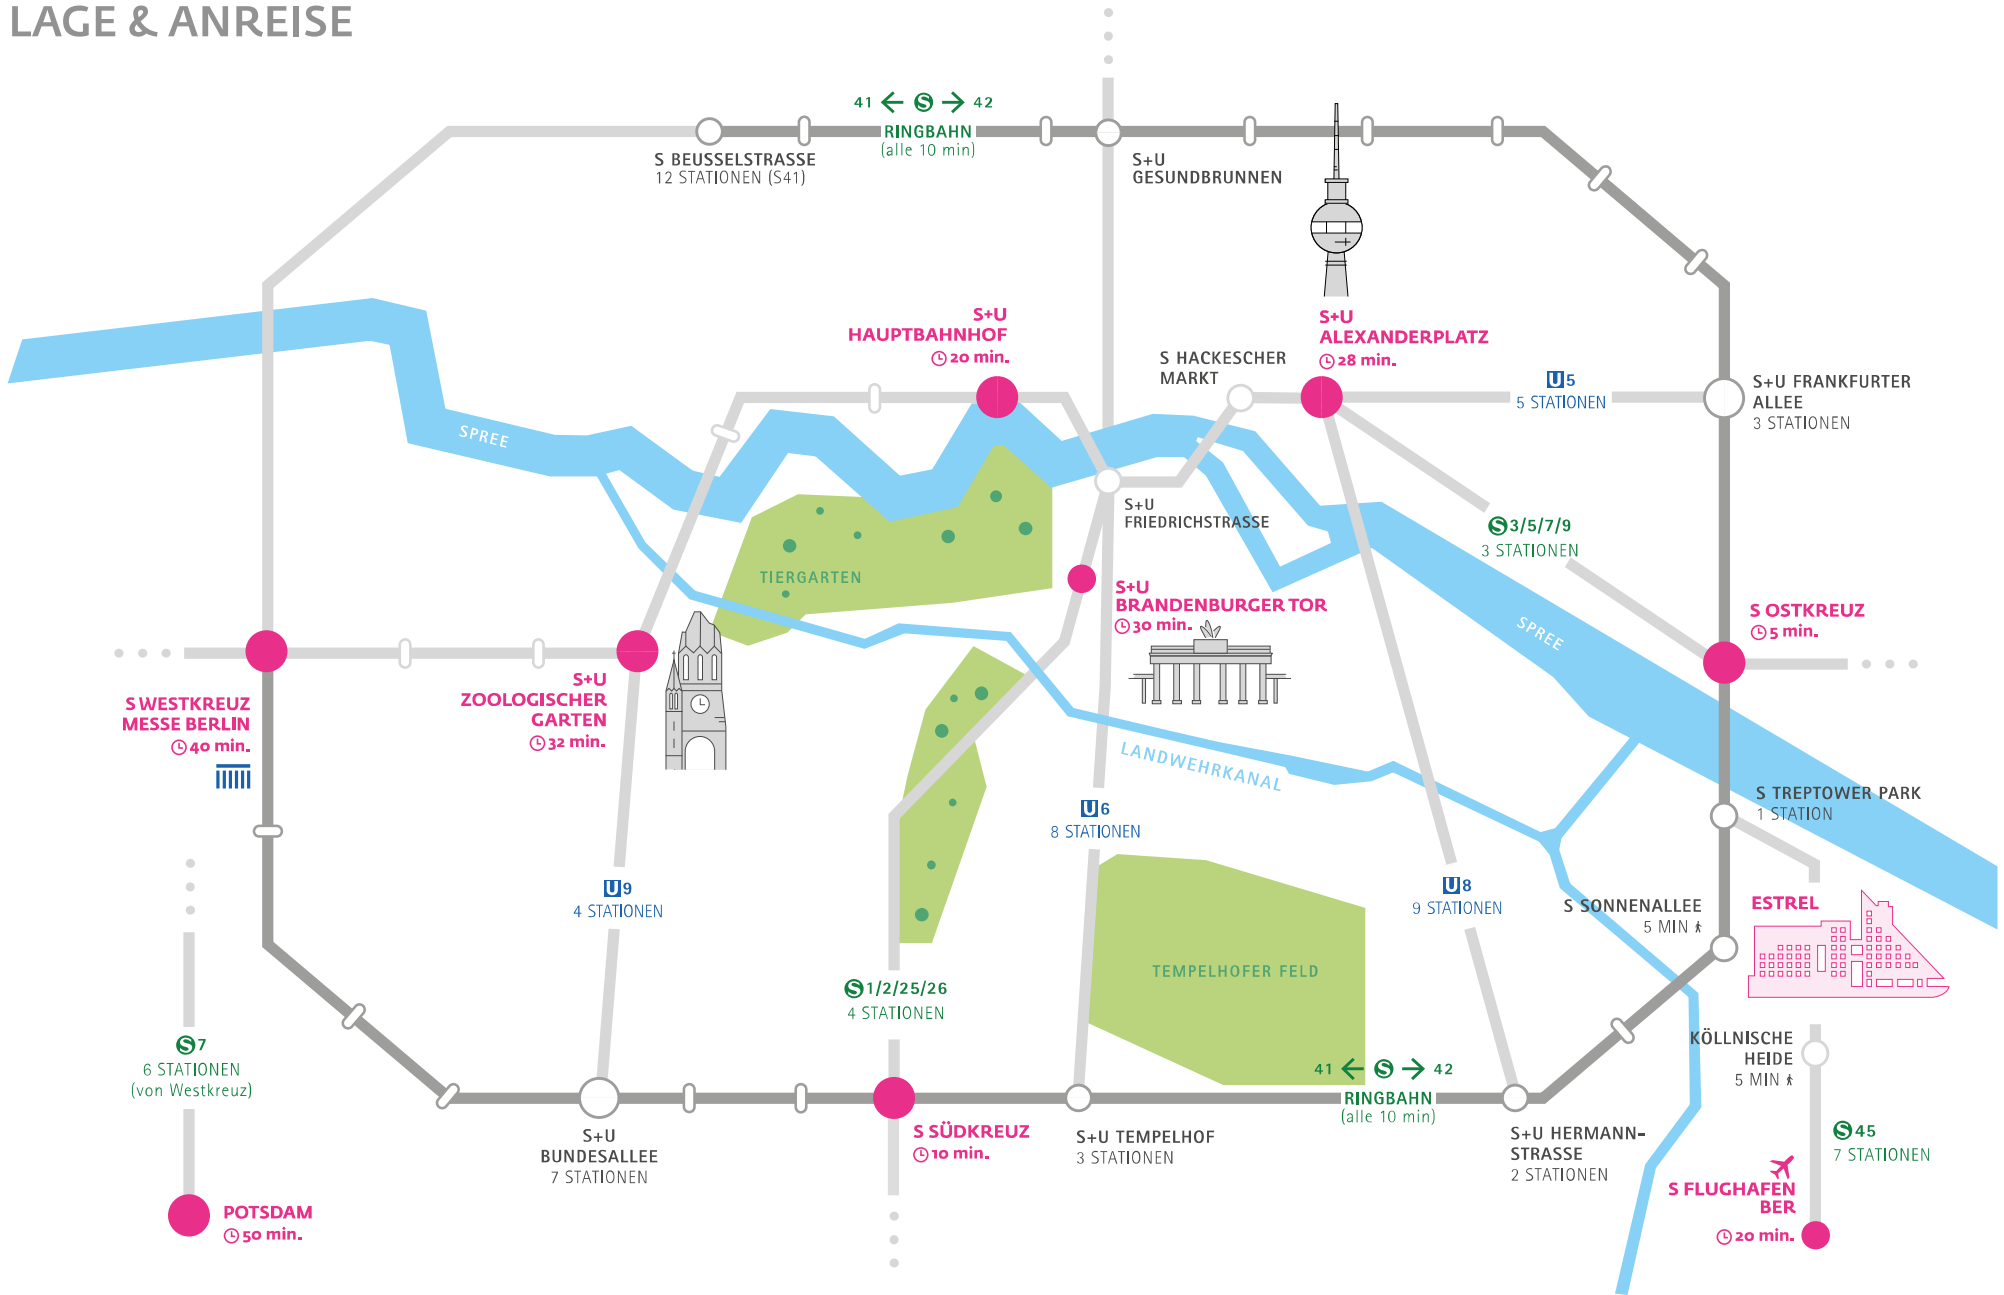 LAGE & ANREISE
41 ← S → 42
RINGBAHN
(alle 10 min)
S BEUSSELSTRASSE
12 STATIONEN (S41)
S+U
GESUNDBRUNNEN
S+U
HAUPTBAHNHOF
20 min.
S HACKESCHER
MARKT
S+U
ALEXANDERPLATZ
28 min.
U5
5 STATIONEN
S+U FRANKFURTER
ALLEE
3 STATIONEN
SPREE
S+U
FRIEDRICHSTRASSE
S 3/5/7/9
3 STATIONEN
TIERGARTEN
S+U
BRANDENBURGER TOR
30 min.
SPREE
S OSTKREUZ
5 min.
S WESTKREUZ
MESSE BERLIN
40 min.
S+U
ZOOLOGISCHER
GARTEN
32 min.
LANDWEHRKANAL
U6
8 STATIONEN
S TREPTOWER PARK
1 STATION
U9
4 STATIONEN
U8
9 STATIONEN
S SONNENALLEE
5 MIN
ESTREL
TEMPELHOFER FELD
S 1/2/25/26
4 STATIONEN
S 7
6 STATIONEN
(von Westkreuz)
41 ← S → 42
RINGBAHN
(alle 10 min)
KÖLLNISCHE
HEIDE
5 MIN
S+U
BUNDESALLEE
7 STATIONEN
S SÜDKREUZ
10 min.
S+U TEMPELHOF
3 STATIONEN
S+U HERMANN-
STRASSE
2 STATIONEN
S 45
7 STATIONEN
S FLUGHAFEN
BER
20 min.
POTSDAM
50 min.